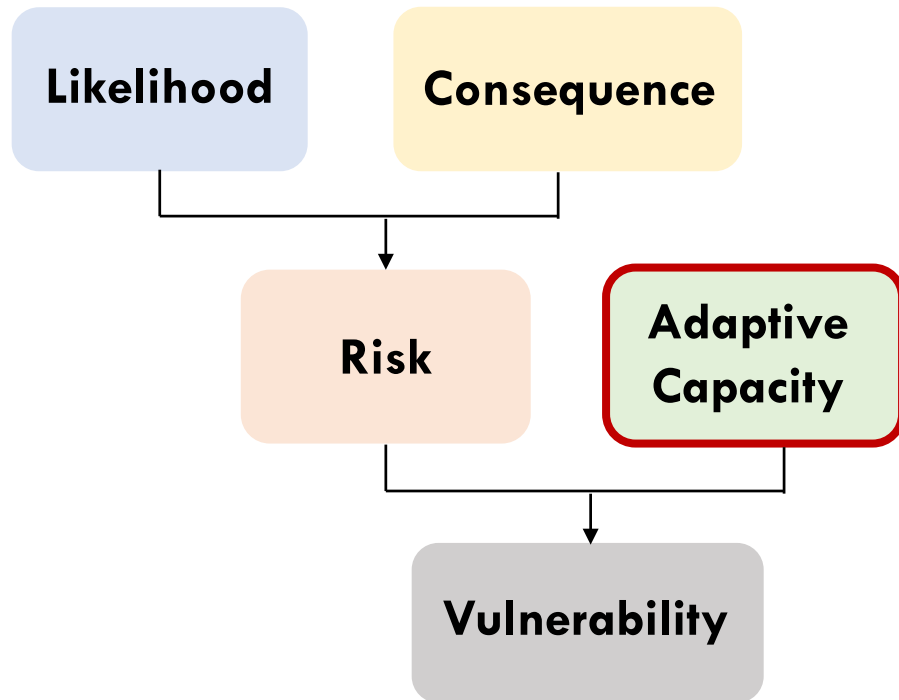 Likelihood
Consequence
Risk
Adaptive
Capacity
Vulnerability